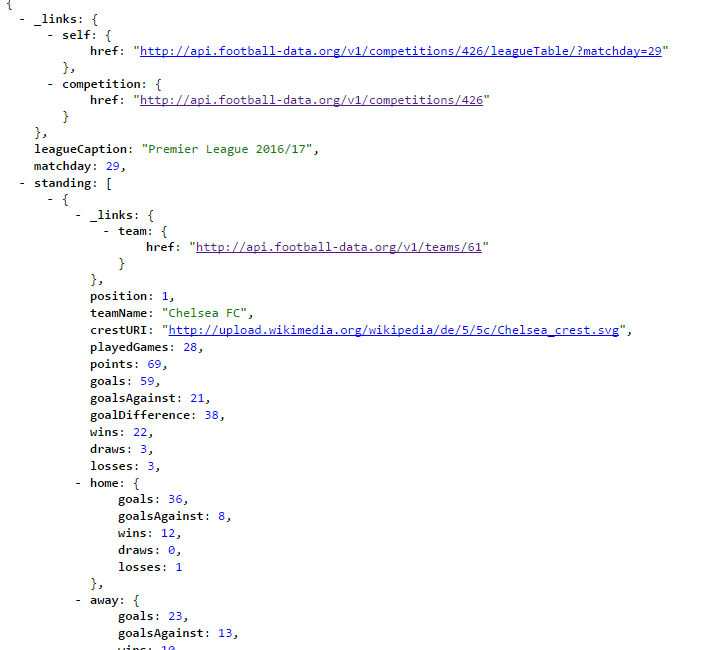 {
- _links: {
- self: {
href: "http://api.football-data.org/v1/competitions/426/leagueTable/?matchday=29"
},
- competition: {
href: "http://api.football-data.org/v1/competitions/426"
}
},
leagueCaption: "Premier League 2016/17",
matchday: 29,
- standing: [
- {
- _links: {
- team: {
href: "http://api.football-data.org/v1/teams/61"
}
},
position: 1,
teamName: "Chelsea FC",
crestURI: "http://upload.wikimedia.org/wikipedia/de/5/5c/Chelsea_crest.svg",
playedGames: 28,
points: 69,
goals: 59,
goalsAgainst: 21,
goalDifference: 38,
wins: 22,
draws: 3,
losses: 3,
- home: {
goals: 36,
goalsAgainst: 8,
wins: 12,
draws: 0,
losses: 1
},
- away: {
goals: 23,
goalsAgainst: 13,
wins: 10